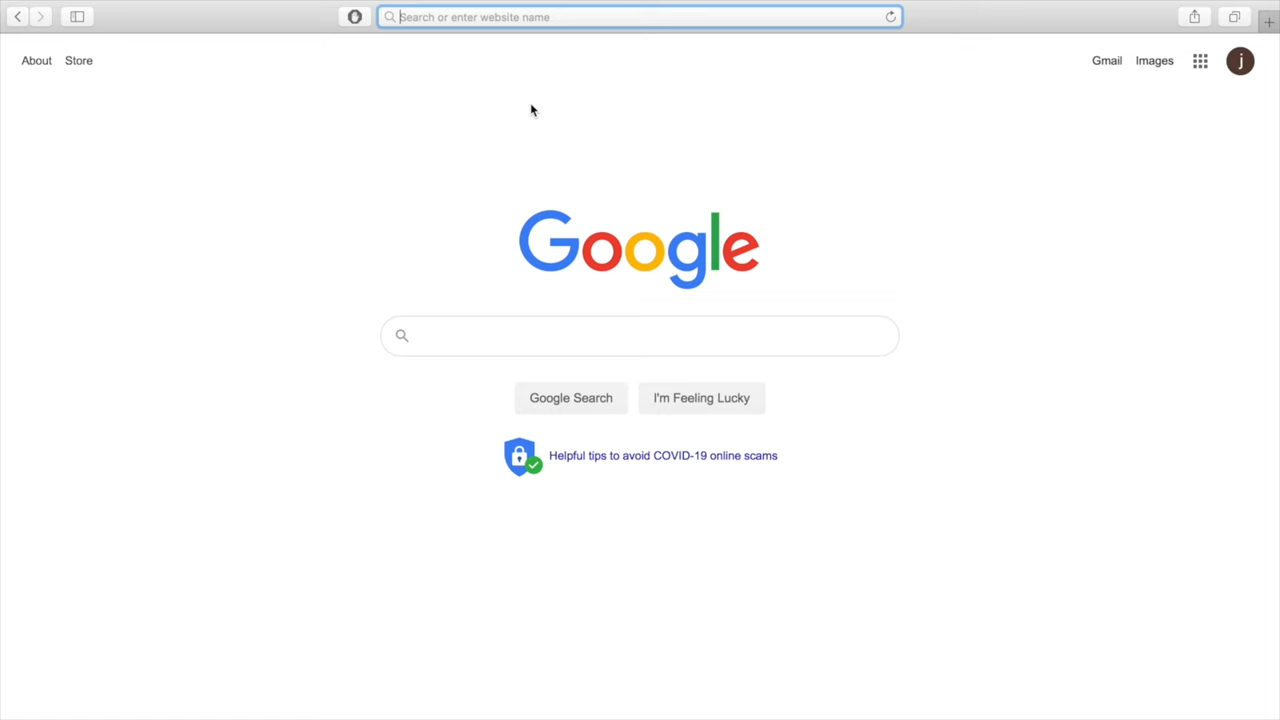 Search or enter website name
About Store
Gmail Images
j
Google
Google Search
I'm Feeling Lucky
Helpful tips to avoid COVID-19 online scams